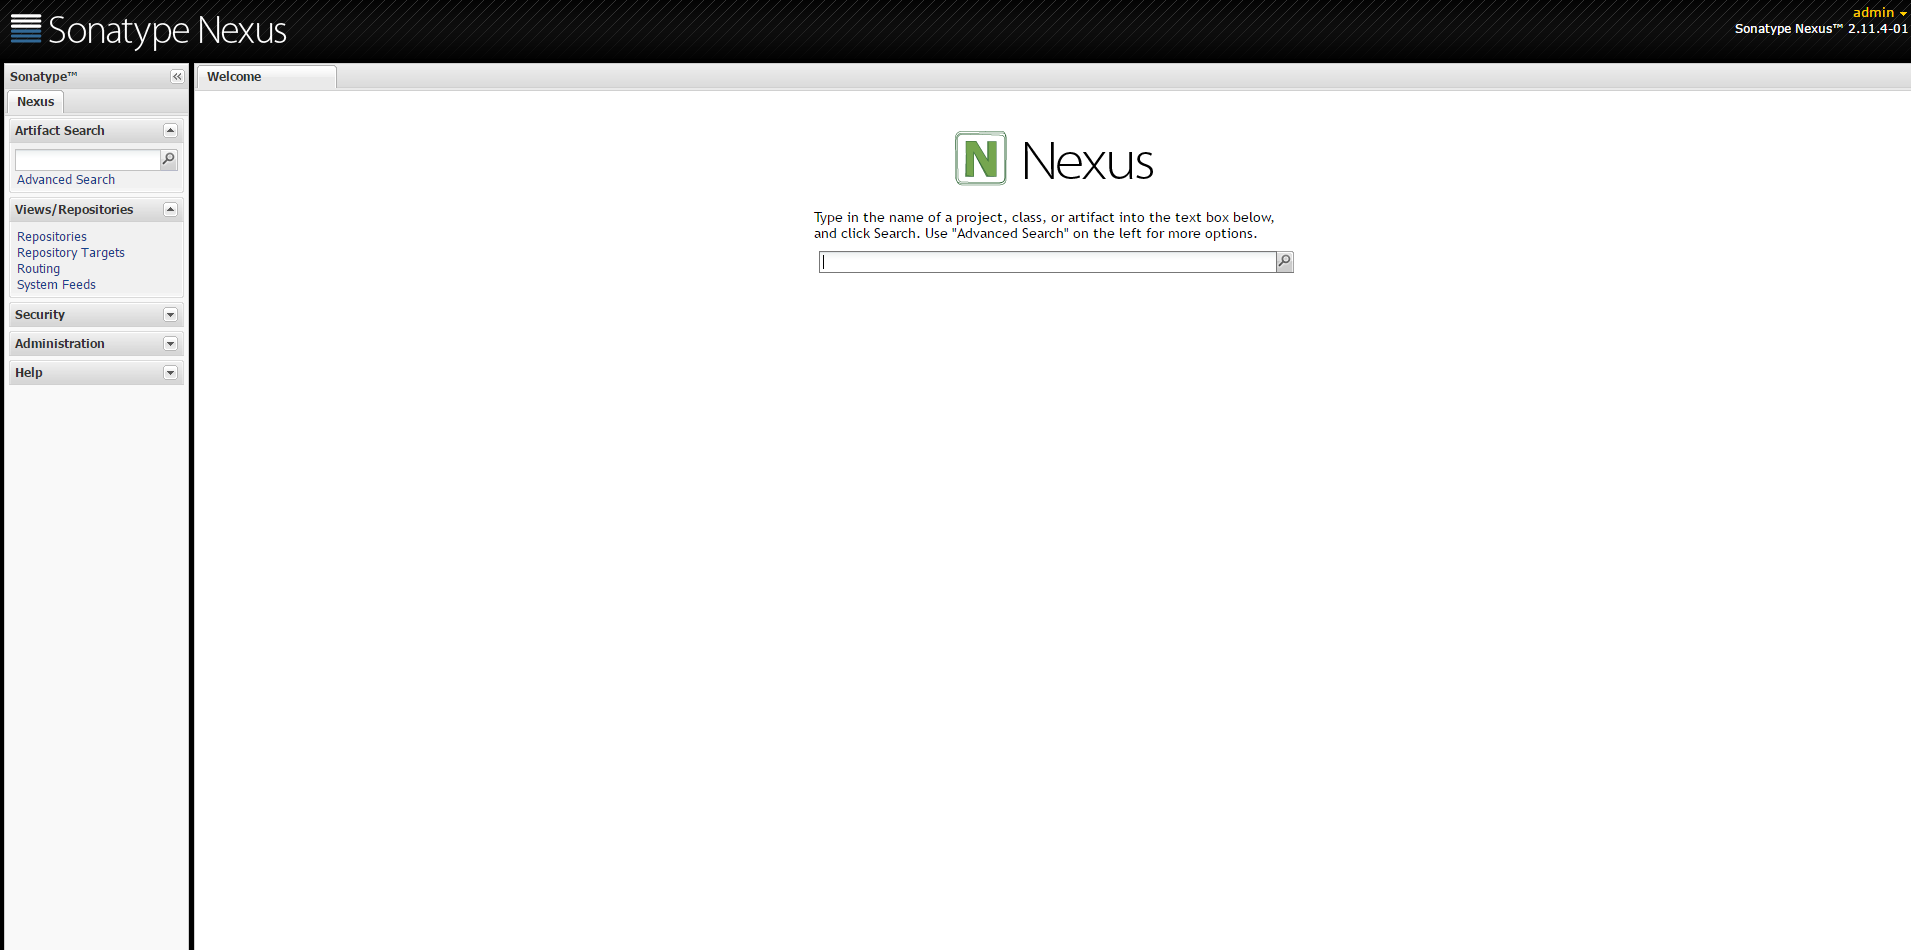 Sonatype Nexus
admin
Sonatype Nexus™ 2.11.4-01
Sonatype™
Welcome
Nexus
Artifact Search
Advanced Search
Views/Repositories
Repositories
Repository Targets
Routing
System Feeds
Security
Administration
Help
N Nexus
Type in the name of a project, class, or artifact into the text box below,
and click Search. Use "Advanced Search" on the left for more options.